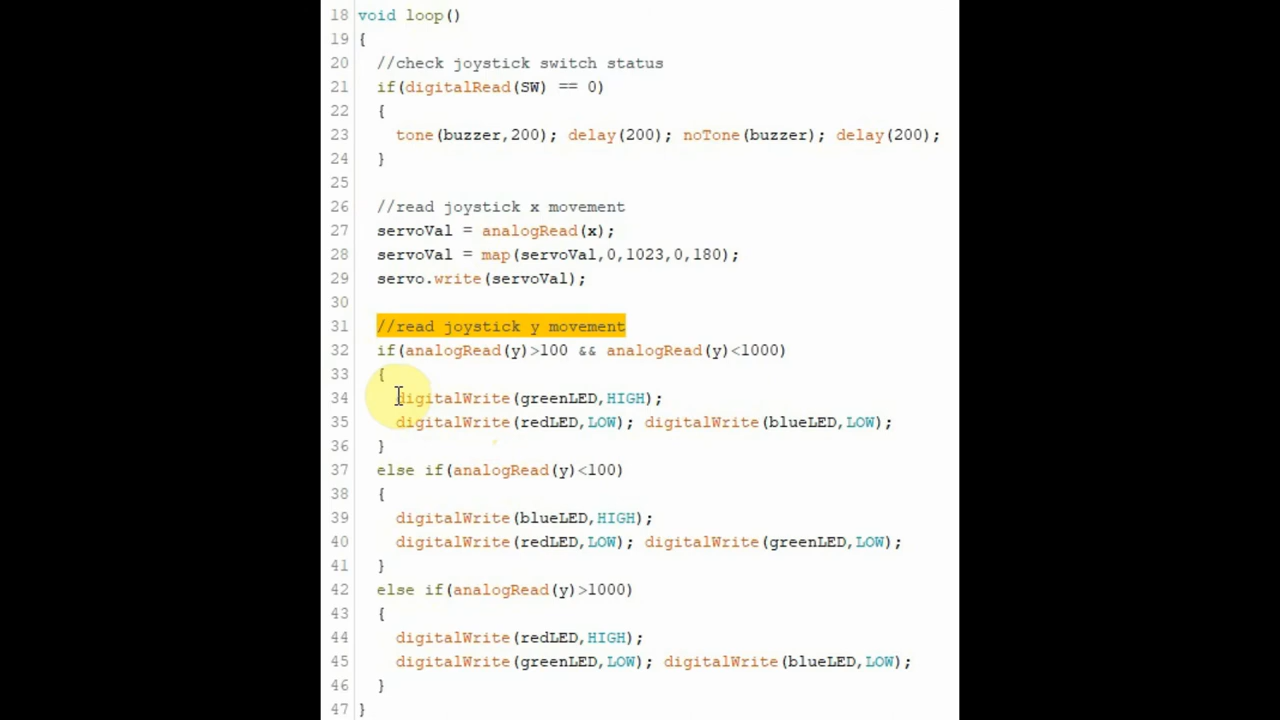 18 void loop()
19 {
20 //check joystick switch status
21 if(digitalRead(SW) == 0)
22 {
23 tone(buzzer,200); delay(200); noTone(buzzer); delay(200);
24 }
25
26 //read joystick x movement
27 servoVal = analogRead(x);
28 servoVal = map(servoVal,0,1023,0,180);
29 servo.write(servoVal);
30
31 //read joystick y movement
32 if(analogRead(y)>100 && analogRead(y)<1000)
33 {
34 digitalWrite(greenLED,HIGH);
35 digitalWrite(redLED,LOW); digitalWrite(blueLED,LOW);
36 }
37 else if(analogRead(y)<100)
38 {
39 digitalWrite(blueLED,HIGH);
40 digitalWrite(redLED,LOW); digitalWrite(greenLED,LOW);
41 }
42 else if(analogRead(y)>1000)
43 {
44 digitalWrite(redLED,HIGH);
45 digitalWrite(greenLED,LOW); digitalWrite(blueLED,LOW);
46 }
47 }